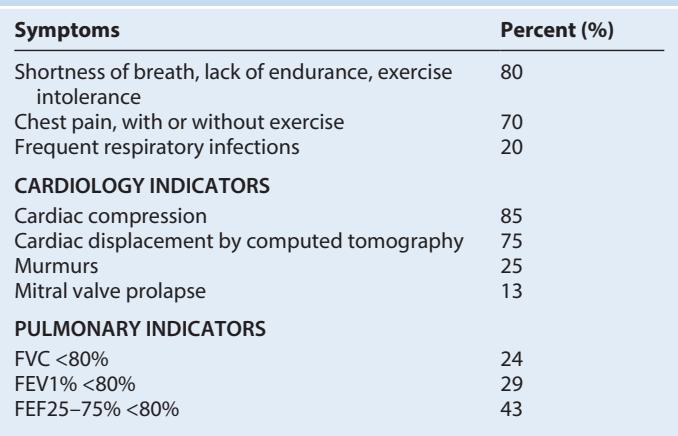 Symptoms Percent (%)
Shortness of breath, lack of endurance, exercise 80
intolerance
Chest pain, with or without exercise 70
Frequent respiratory infections 20
CARDIOLOGY INDICATORS
Cardiac compression 85
Cardiac displacement by computed tomography 75
Murmurs 25
Mitral valve prolapse 13
PULMONARY INDICATORS
FVC <80% 24
FEV1% <80% 29
FEF25–75% <80% 43